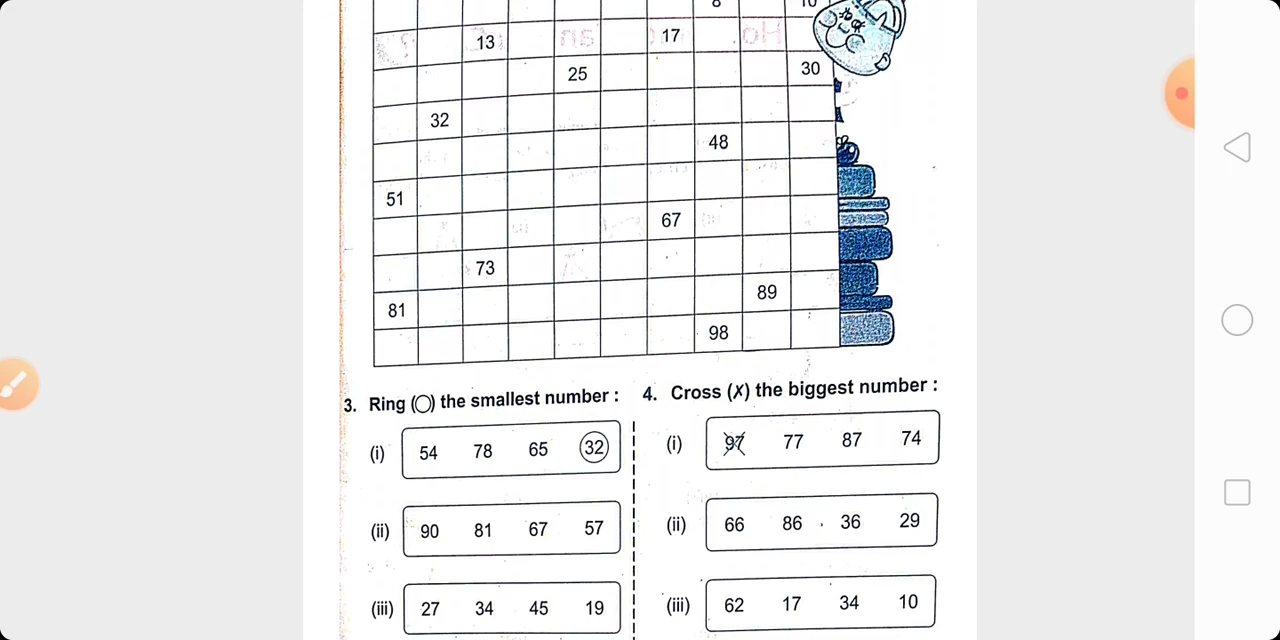 8 10
13 17
25 30
32
48
51
67
73
81 89
98
3. Ring (○) the smallest number :
(i) 54 78 65 32
(ii) 90 81 67 57
(iii) 27 34 45 19
4. Cross (✗) the biggest number :
(i) 97 77 87 74
(ii) 66 86 36 29
(iii) 62 17 34 10